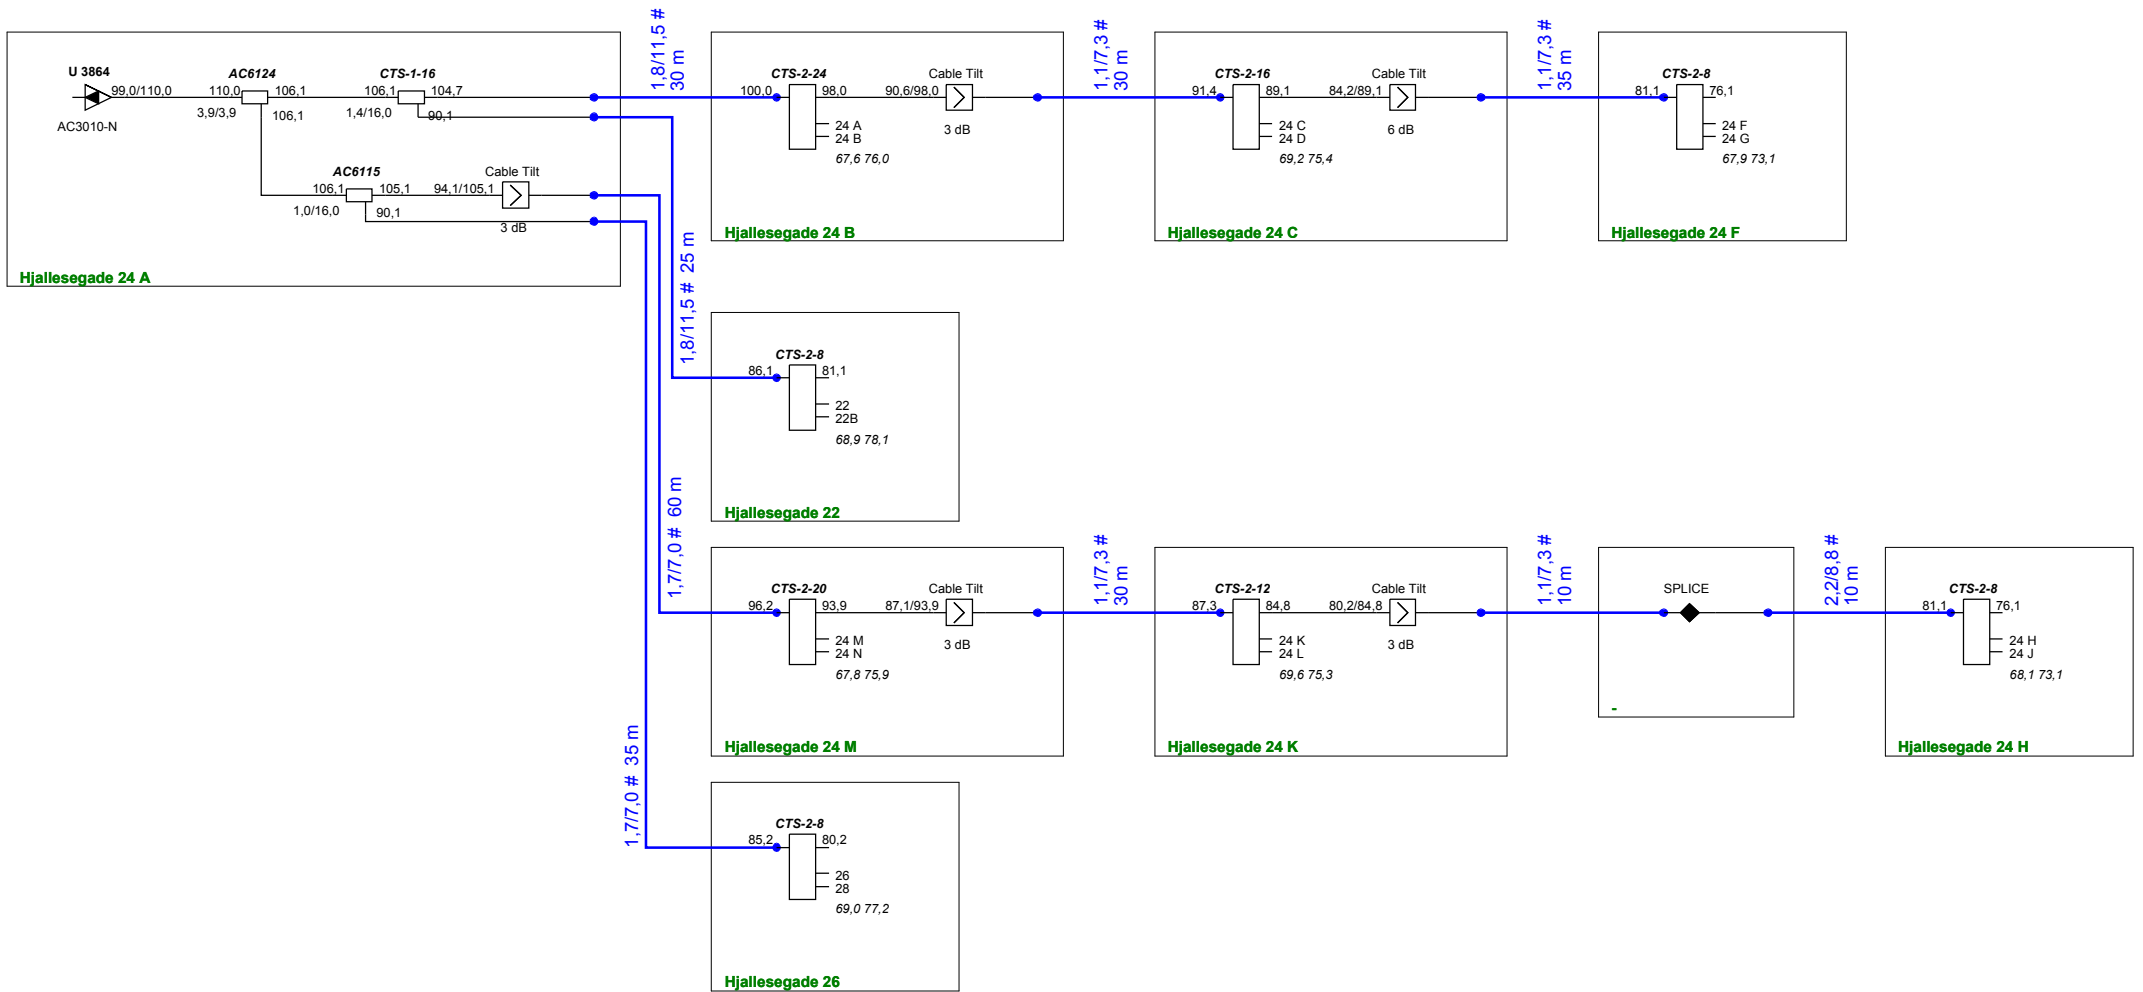 U 3864
99,0/110,0
AC3010-N
AC6124
110,0
106,1
3,9/3,9
106,1
CTS-1-16
106,1
104,7
1,4/16,0
90,1
AC6115
106,1
105,1
1,0/16,0
90,1
Cable Tilt
94,1/105,1
3 dB
Hjallesegade 24 A
1,8/11,5 #
30 m
CTS-2-24
100,0
98,0
24 A
24 B
67,6 76,0
Cable Tilt
90,6/98,0
3 dB
Hjallesegade 24 B
1,1/7,3 #
30 m
CTS-2-16
91,4
89,1
24 C
24 D
69,2 75,4
Cable Tilt
84,2/89,1
6 dB
Hjallesegade 24 C
1,1/7,3 #
35 m
CTS-2-8
81,1
76,1
24 F
24 G
67,9 73,1
Hjallesegade 24 F
1,8/11,5 # 25 m
CTS-2-8
86,1
81,1
22
22B
68,9 78,1
Hjallesegade 22
1,7/7,0 # 60 m
CTS-2-20
96,2
93,9
24 M
24 N
67,8 75,9
Cable Tilt
87,1/93,9
3 dB
Hjallesegade 24 M
1,1/7,3 #
30 m
CTS-2-12
87,3
84,8
24 K
24 L
69,6 75,3
Cable Tilt
80,2/84,8
3 dB
Hjallesegade 24 K
1,1/7,3 #
10 m
SPLICE
-
2,2/8,8 #
10 m
CTS-2-8
81,1
76,1
24 H
24 J
68,1 73,1
Hjallesegade 24 H
1,7/7,0 # 35 m
CTS-2-8
85,2
80,2
26
28
69,0 77,2
Hjallesegade 26